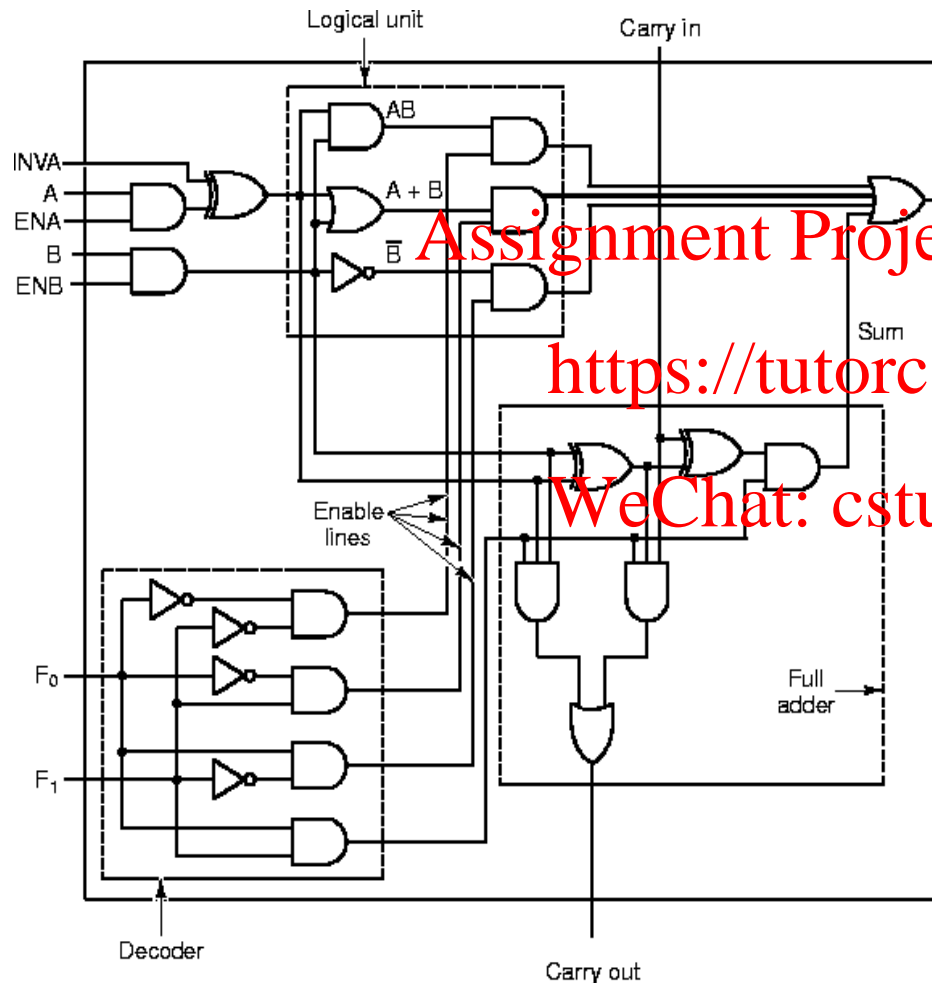 Logical unit
Carry in
AB
INVA
A
ENA
A + B
B
ENB
B̅
Assignment Proje
Sum
https://tutorc
WeChat: cstu
Enable
lines
F₀
F₁
Full
adder
Decoder
Carry out